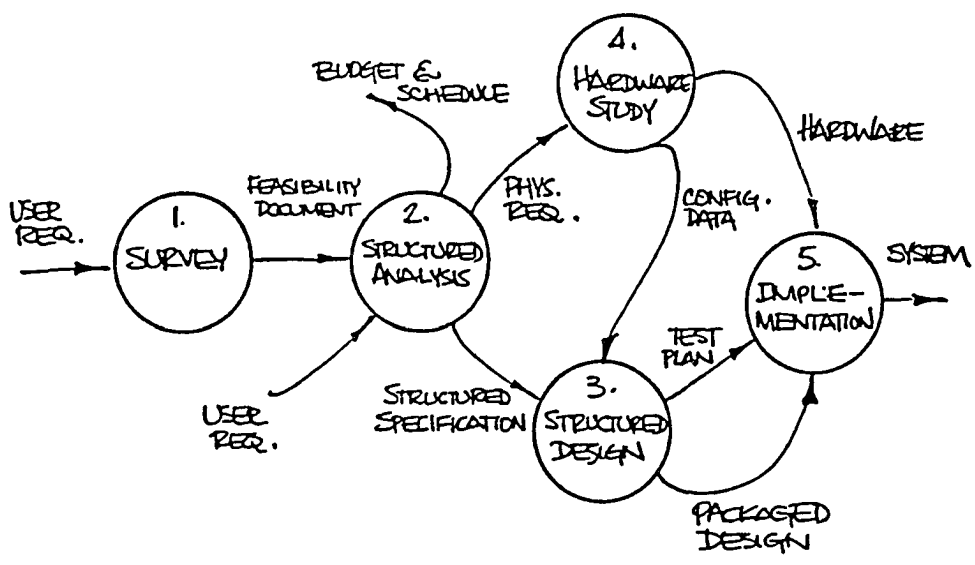 BUDGET &
SCHEDULE
4.
HARDWARE
STUDY
HARDWARE
USER
REQ.
1.
SURVEY
FEASIBILITY
DOCUMENT
2.
STRUCTURED
ANALYSIS
PHYS.
REQ.
CONFIG.
DATA
5.
IMPLE-
MENTATION
SYSTEM
USER
REQ.
STRUCTURED
SPECIFICATION
3.
STRUCTURED
DESIGN
TEST
PLAN
PACKAGED
DESIGN